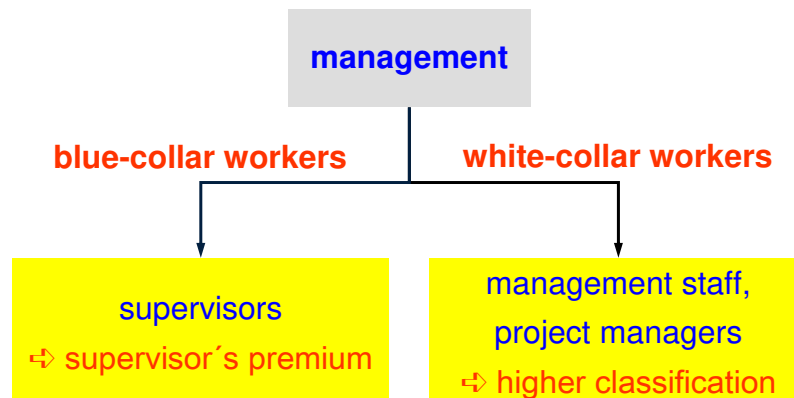 management
blue-collar workers
white-collar workers
supervisors
➪ supervisor´s premium
management staff,
project managers
➪ higher classification